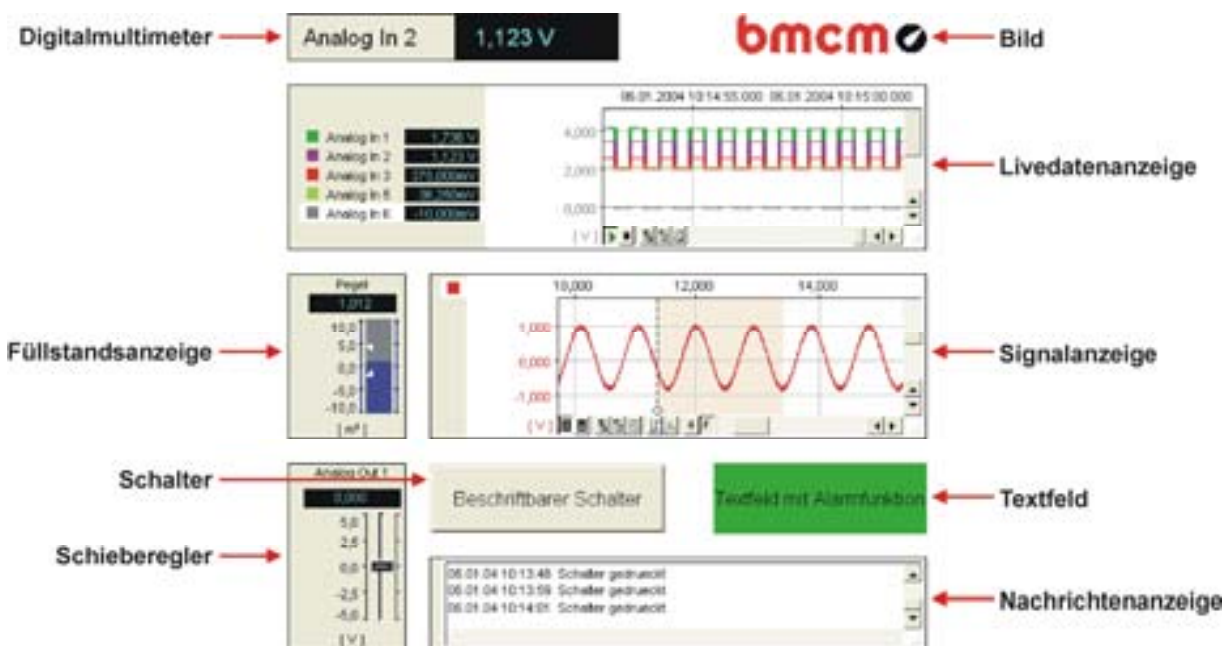 Digitalmultimeter
Analog In 2
1,123 V
bmcm
Bild
06.01.2004 10:14:55.000 06.01.2004 10:15:00.000
Analog In 1
Analog In 2 1,123 V
Analog In 3
Analog In 5
Analog In 6
4,000
2,000
0,000
[V]
Livedatenanzeige
Füllstandsanzeige
Pegel
1,012
10,0
5,0
0,0
-5,0
-10,0
10,000 12,000 14,000
1,000
0,000
-1,000
[V]
Signalanzeige
Schalter
Schieberegler
Analog Out 1
0,000
5,0
2,5
0,0
-2,5
-5,0
[V]
Beschriftbarer Schalter
Textfeld mit Alarmfunktion
Textfeld
06.01.04 10:13:48 Schalter gedrueckt
06.01.04 10:13:59 Schalter gedrueckt
06.01.04 10:14:01 Schalter gedrueckt
Nachrichtenanzeige